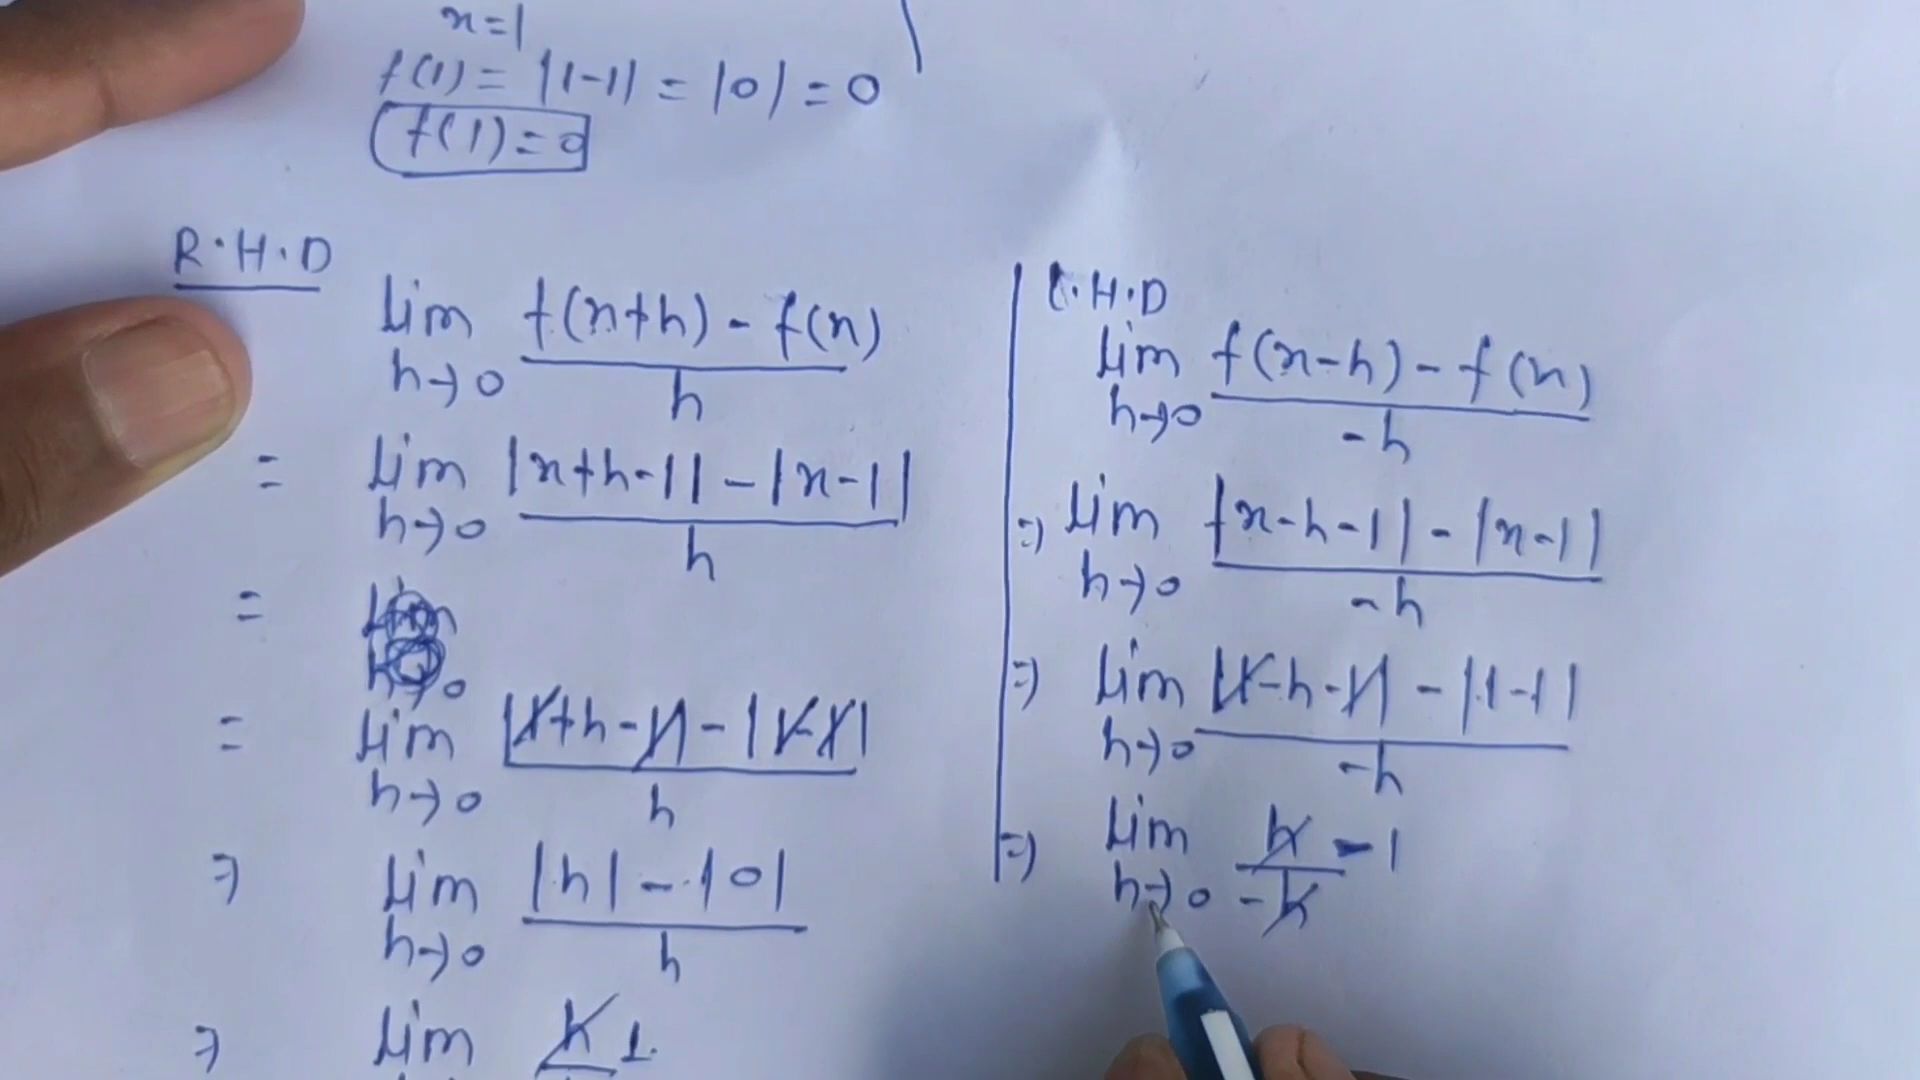 x=1
f(1) = |1-1| = |0| = 0
f(1)=0
R.H.D
lim f(x+h) - f(x)
h→0 h
= lim |x+h-1| - |x-1|
h→0 h
= lim
h→0
= lim |1+h-1| - |1-1|
h→0 h
⇒ lim |h| - |0|
h→0 h
⇒ lim h 1
L.H.D
lim f(x-h) - f(x)
h→0 -h
⇒ lim |x-h-1| - |x-1|
h→0 -h
⇒ lim |1-h-1| - |1-1|
h→0 -h
⇒ lim h -1
h→0 -h